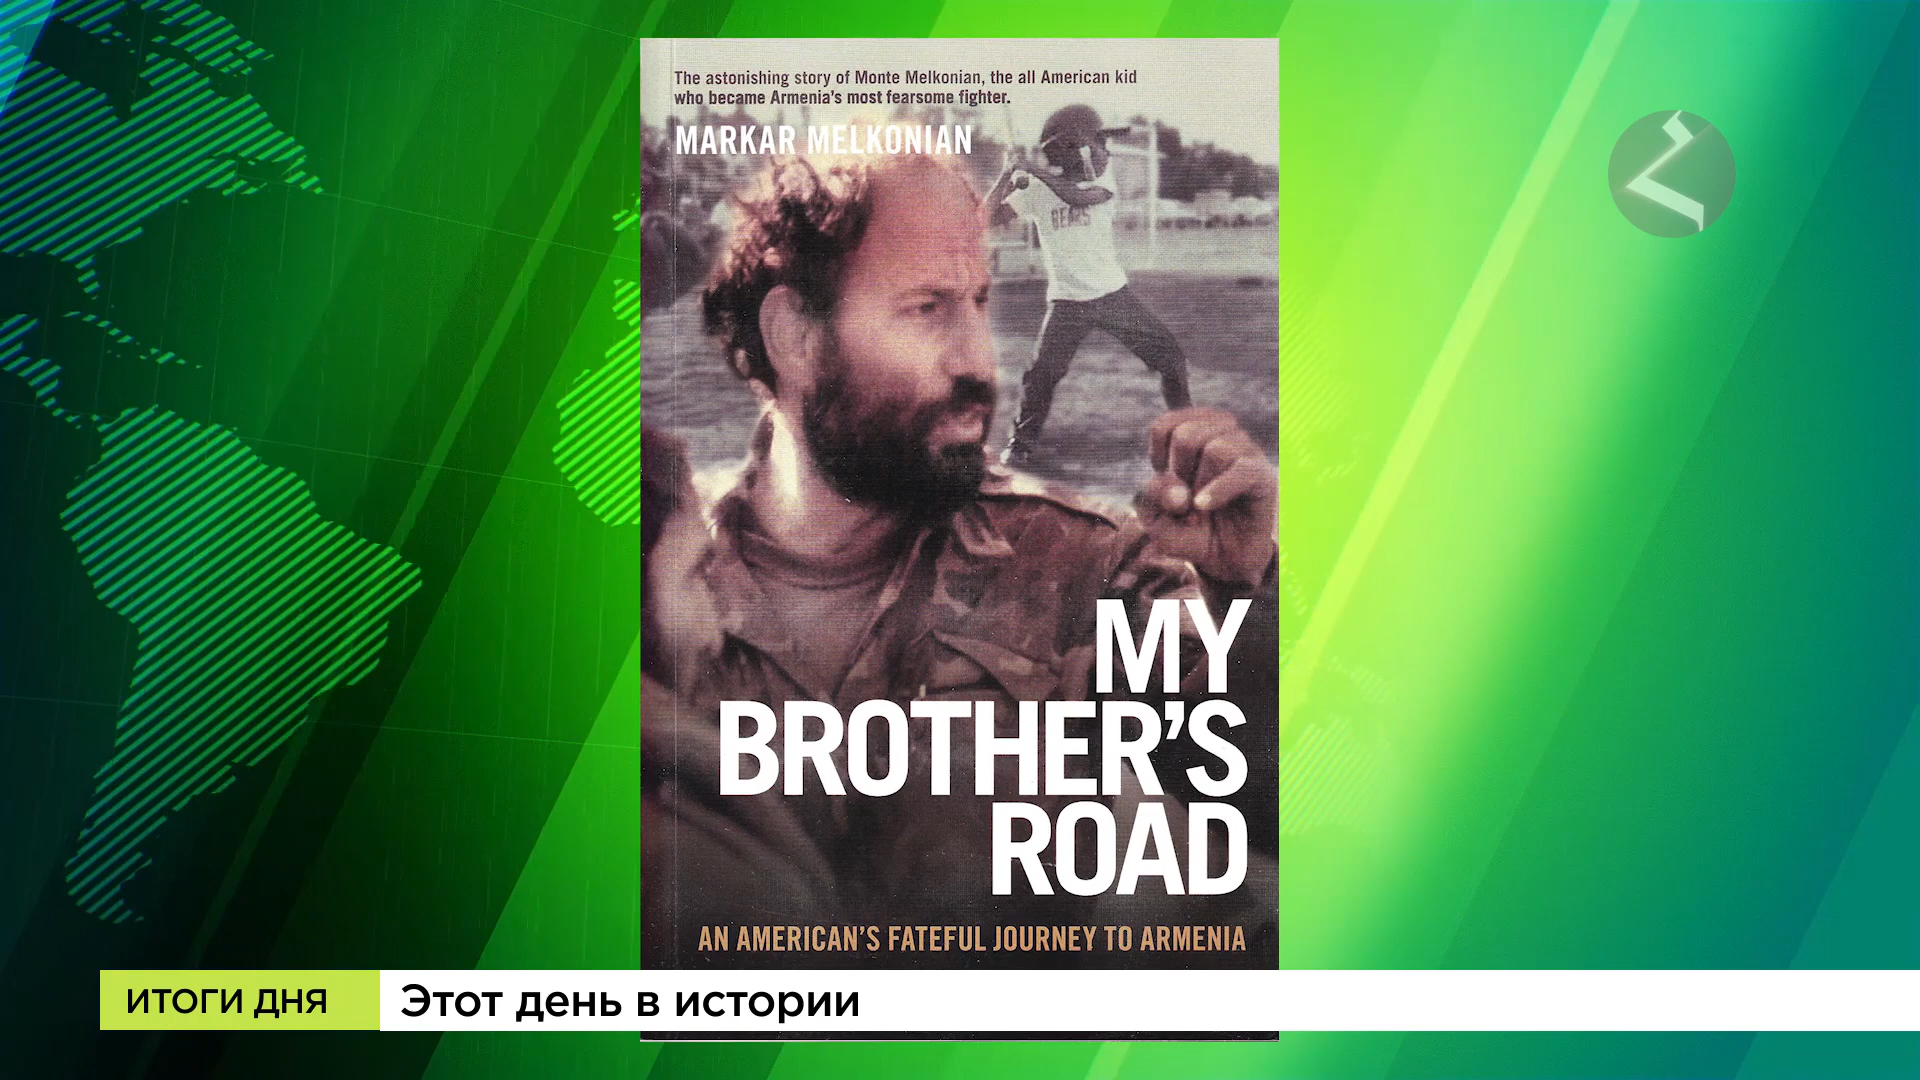 The astonishing story of Monte Melkonian, the all American kid
who became Armenia's most fearsome fighter.
MARKAR MELKONIAN
BEARS
MY
BROTHER'S
ROAD
AN AMERICAN'S FATEFUL JOURNEY TO ARMENIA
ИТОГИ ДНЯ
Этот день в истории